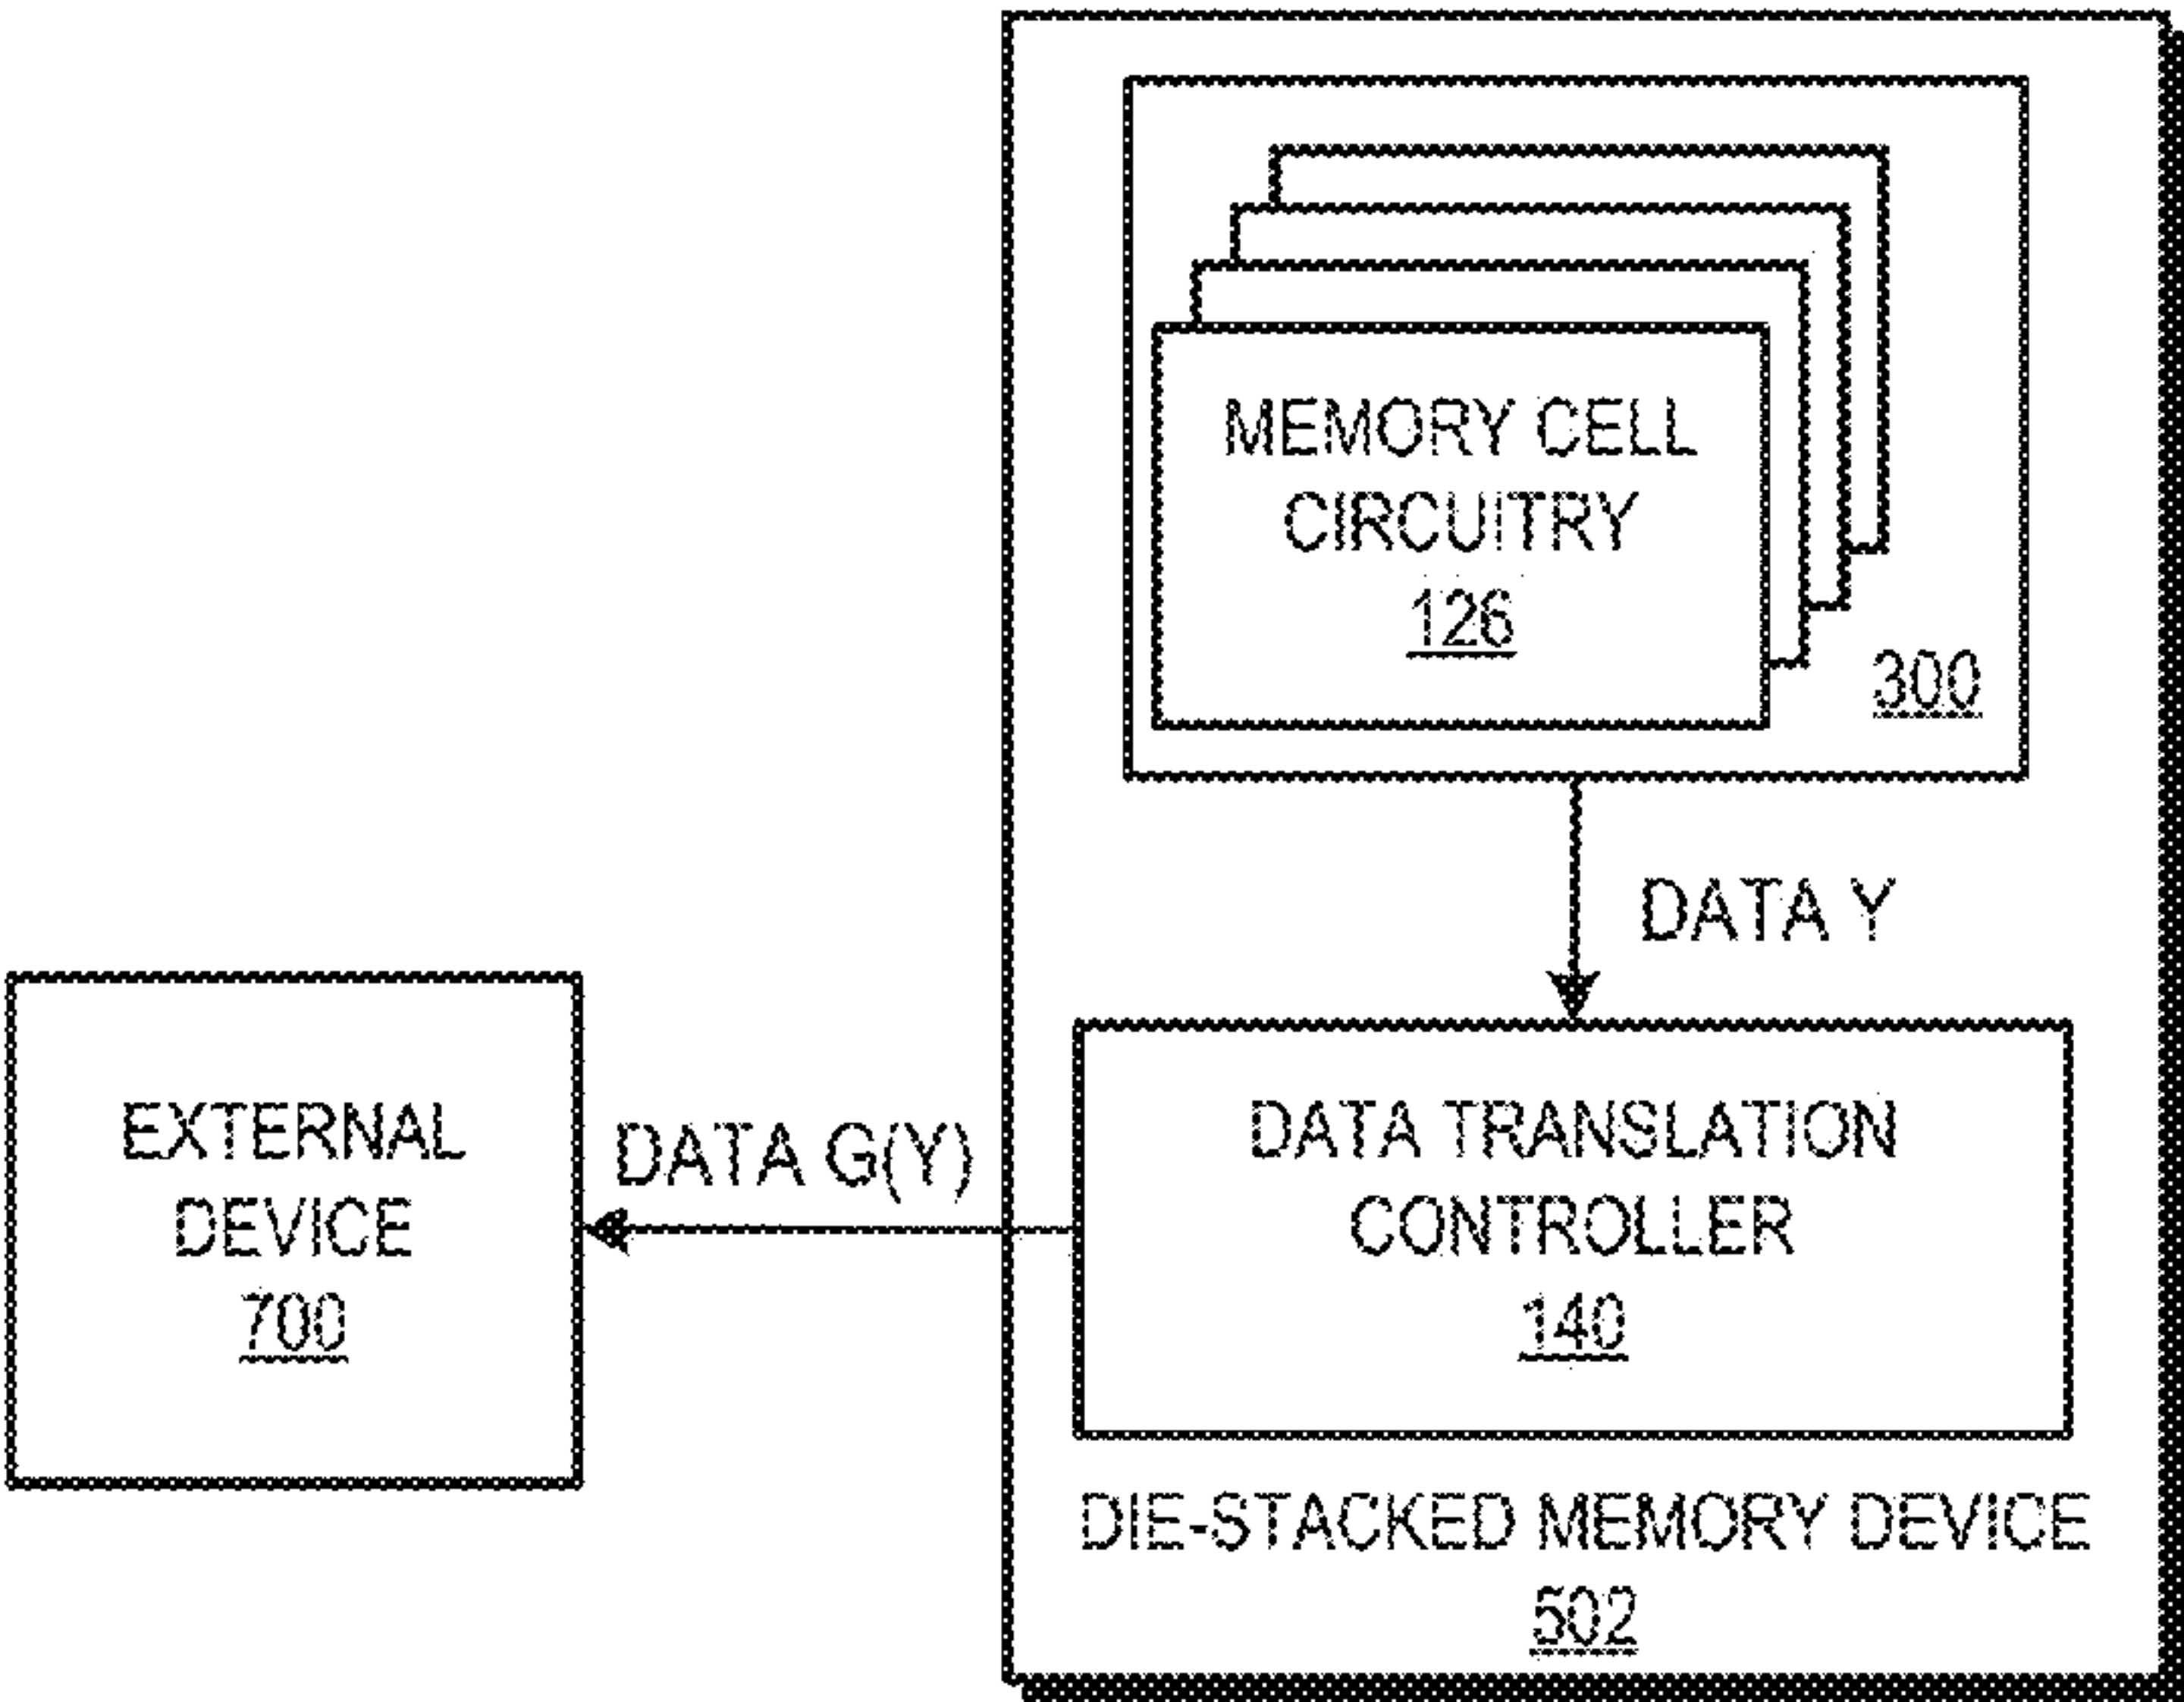 MEMORY CELL
CIRCUITRY
126
300
DATA Y
EXTERNAL
DEVICE
700
DATA G(Y)
DATA TRANSLATION
CONTROLLER
140
DIE-STACKED MEMORY DEVICE
502